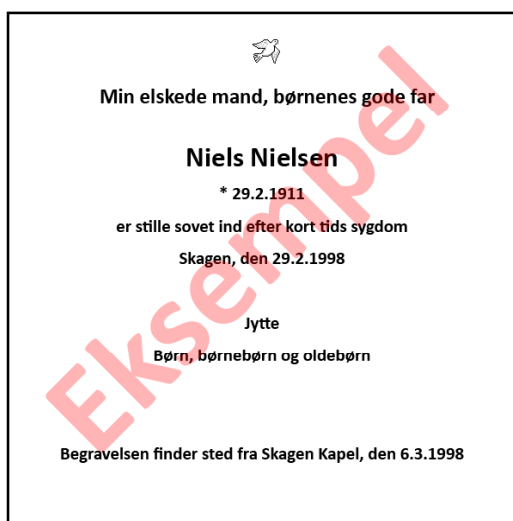 Min elskede mand, børnenes gode far
Niels Nielsen
* 29.2.1911
er stille sovet ind efter kort tids sygdom
Skagen, den 29.2.1998
Jytte
Børn, børnebørn og oldebørn
Begravelsen finder sted fra Skagen Kapel, den 6.3.1998
Eksempel